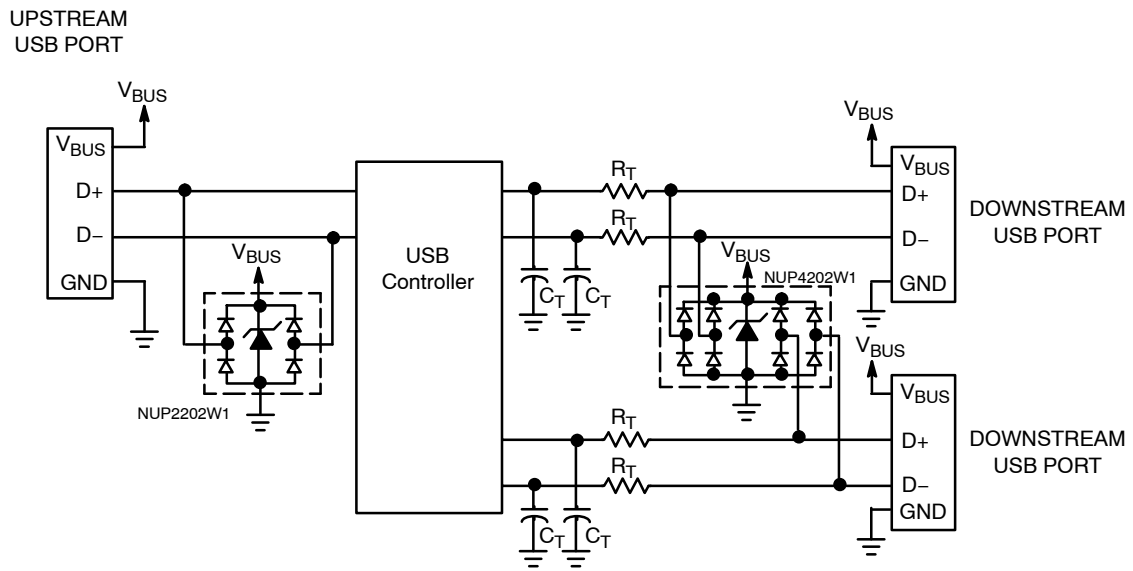 UPSTREAM
USB PORT
VBUS
VBUS
D+
D−
GND
VBUS
NUP2202W1
USB
Controller
RT
RT
CT
CT
VBUS
NUP4202W1
VBUS
VBUS
D+
D−
GND
DOWNSTREAM
USB PORT
RT
RT
CT
CT
VBUS
VBUS
D+
D−
GND
DOWNSTREAM
USB PORT